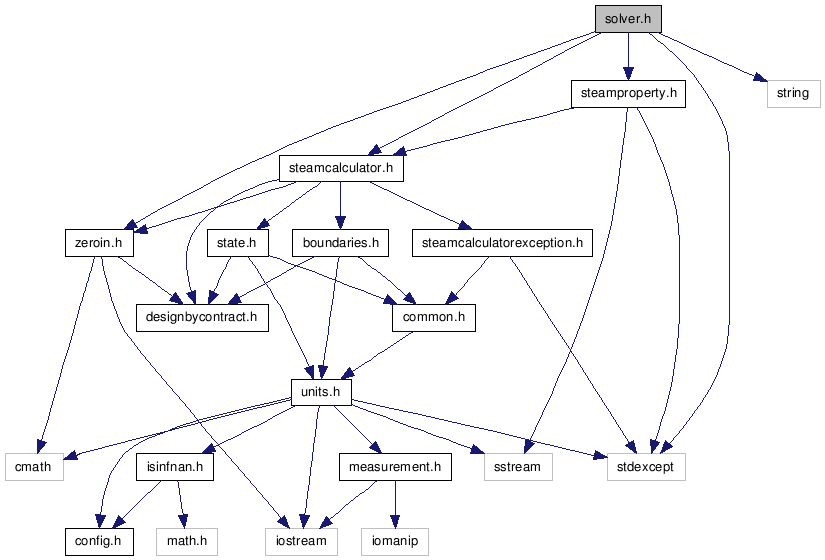 solver.h
steamproperty.h
string
steamcalculator.h
zeroin.h
state.h
boundaries.h
steamcalculatorexception.h
designbycontract.h
common.h
units.h
cmath
isinfnan.h
measurement.h
sstream
stdexcept
config.h
math.h
iostream
iomanip